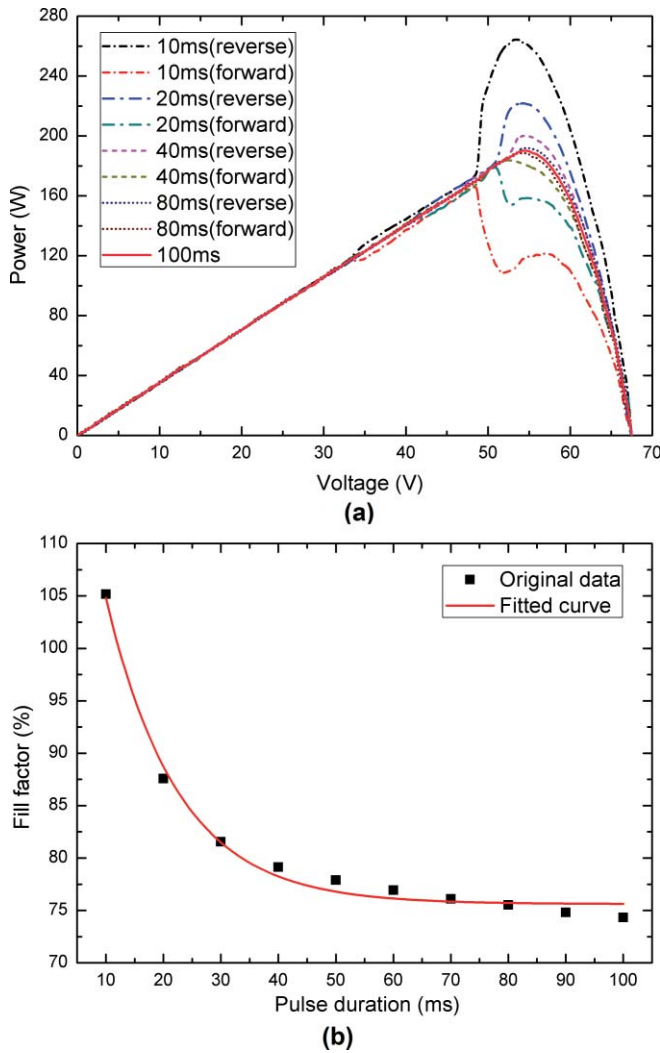 280
240
200
160
120
80
40
0
Power (W)
10ms(reverse)
10ms(forward)
20ms(reverse)
20ms(forward)
40ms(reverse)
40ms(forward)
80ms(reverse)
80ms(forward)
100ms
0 10 20 30 40 50 60 70
Voltage (V)
(a)
110
105
100
95
90
85
80
75
70
Fill factor (%)
Original data
Fitted curve
10 20 30 40 50 60 70 80 90 100
Pulse duration (ms)
(b)